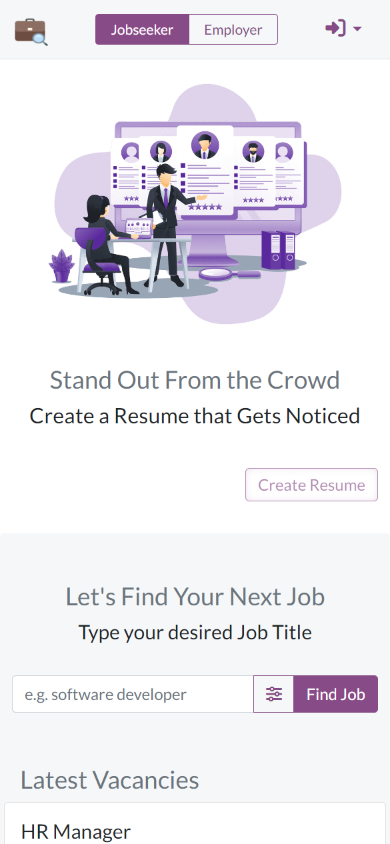 Jobseeker
Employer
Stand Out From the Crowd
Create a Resume that Gets Noticed
Create Resume
Let's Find Your Next Job
Type your desired Job Title
e.g. software developer
Find Job
Latest Vacancies
HR Manager